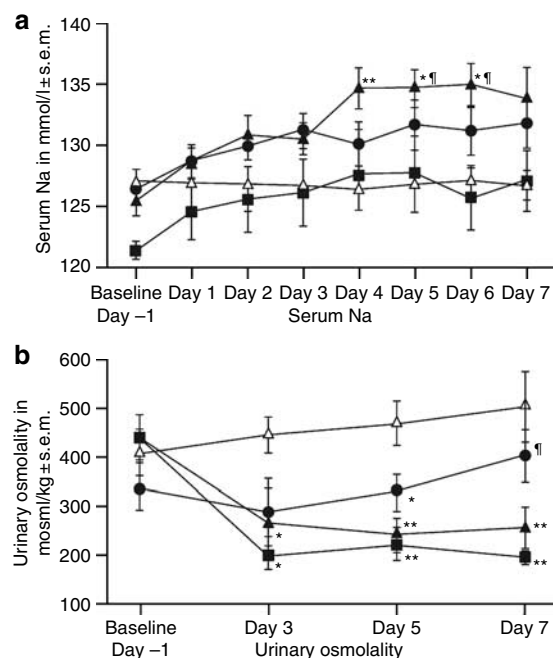 a
Serum Na in mmol/l±s.e.m.
140
135
130
125
120
** *¶ *¶
Baseline Day 1 Day 2 Day 3 Day 4 Day 5 Day 6 Day 7
Day –1
Serum Na
b
Urinary osmolality in
mosml/kg±s.e.m.
600
500
400
300
200
100
¶
*
* ** **
* ** **
Baseline Day 3 Day 5 Day 7
Day –1
Urinary osmolality